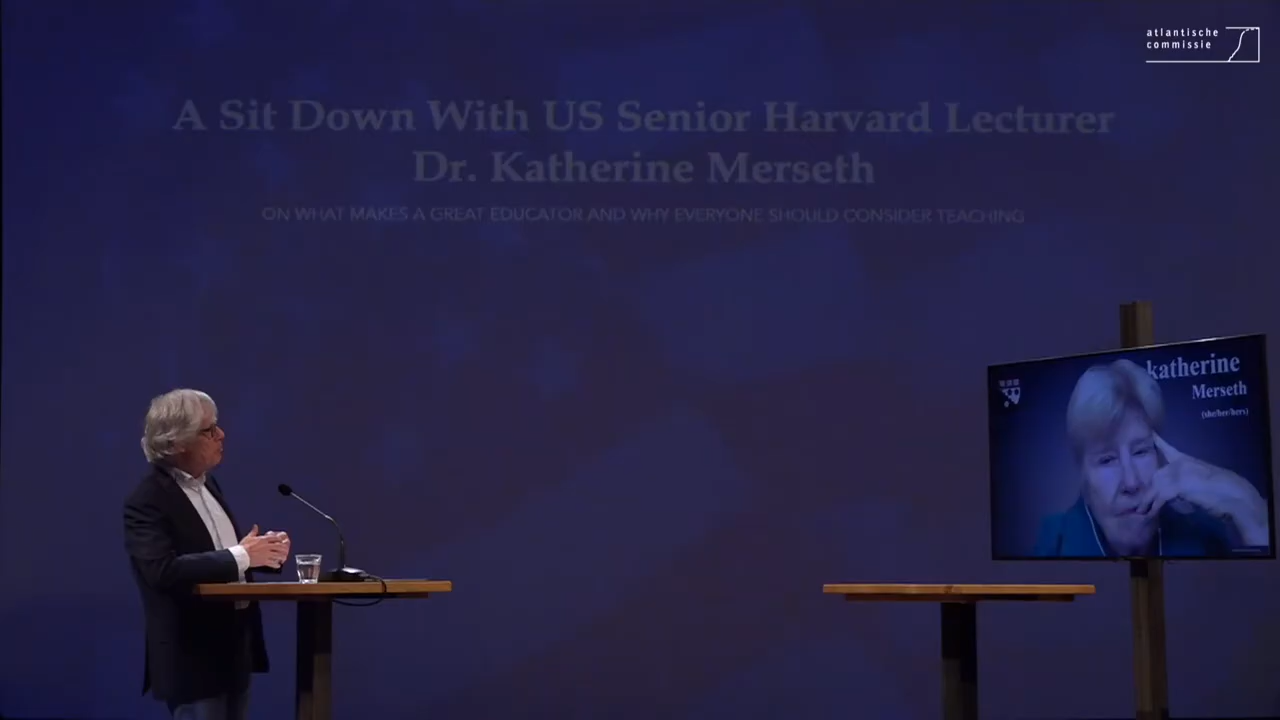 atlantische
commissie
A Sit Down With US Senior Harvard Lecturer
Dr. Katherine Merseth
ON WHAT MAKES A GREAT EDUCATOR AND WHY EVERYONE SHOULD CONSIDER TEACHING
katherine
Merseth
(she/her/hers)